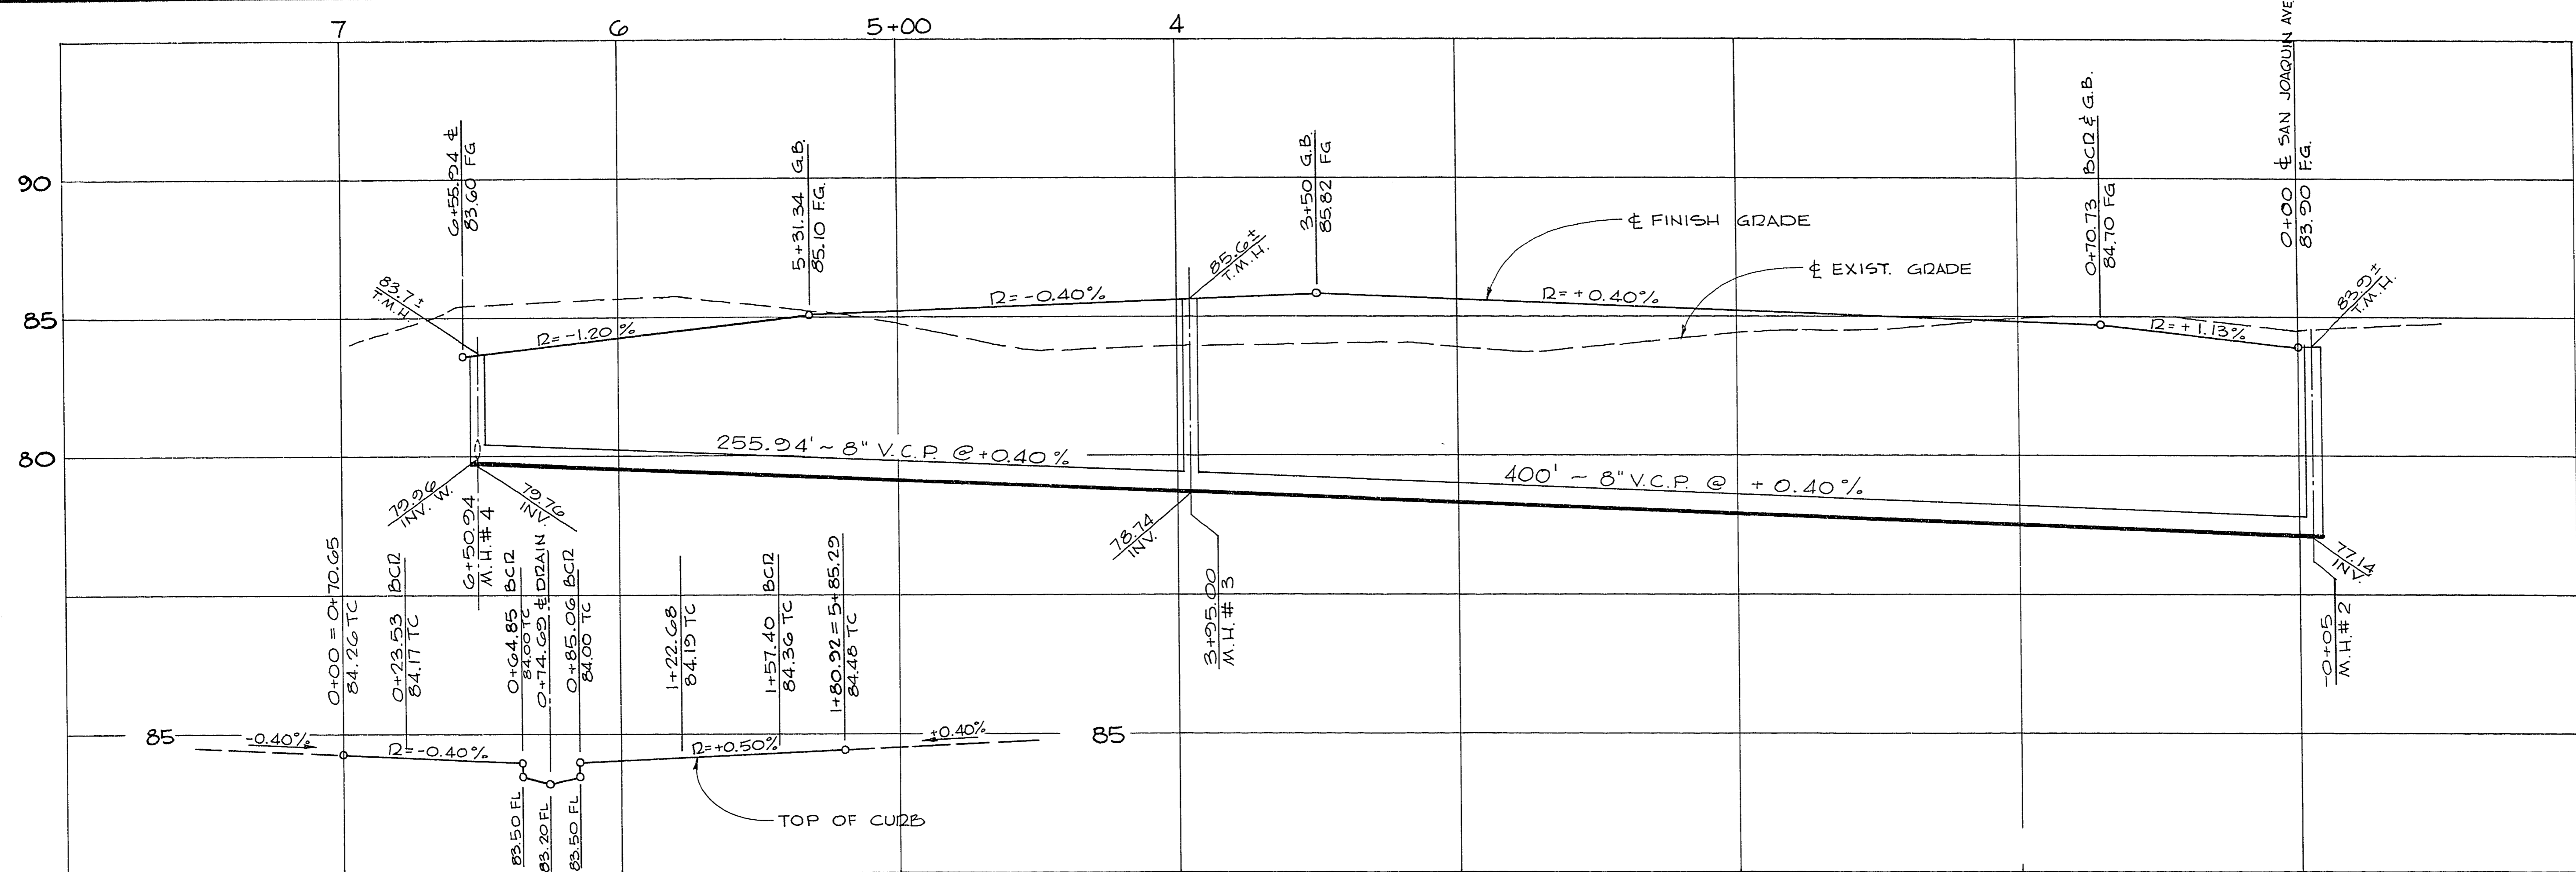 7
6
5+00
4
6+55.94 ℄
83.60 FG
5+31.34 G.B.
85.10 F.G.
3+50 G.B.
85.82 FG
0+70.73 BCR & G.B.
84.70 FG
0+00 ℄ SAN JOAQUIN AVE
83.90 F.G.
90
℄ FINISH GRADE
℄ EXIST. GRADE
83.7±
T.M.H.
85.6±
T.M.H.
83.9±
T.M.H.
85
R=-1.20%
R=-0.40%
R=+0.40%
R=+1.13%
80
255.94' ~ 8" V.C.P. @ +0.40%
400' ~ 8" V.C.P. @ + 0.40%
79.96
INV. W.
6+50.94
M.H. # 4
79.76
INV.
78.74
INV.
3+95.00
M.H. # 3
77.14
INV.
-0+05
M.H. # 2
0+00 = 0+70.65
84.26 TC
0+23.53 BCR
84.17 TC
0+64.85 BCR
84.00 TC
0+74.69 ℄ DRAIN
0+85.06 BCR
84.00 TC
1+22.68
84.19 TC
1+57.40 BCR
84.36 TC
1+80.92 = 5+85.29
84.48 TC
85
-0.40%
R=-0.40%
R=+0.50%
+0.40%
85
83.50 FL
83.20 FL
83.50 FL
TOP OF CURB